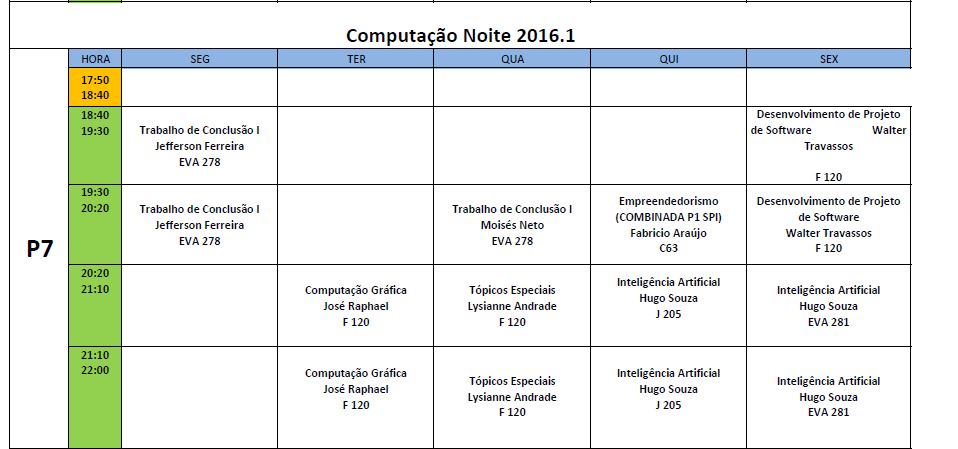 Computação Noite 2016.1
HORA SEG TER QUA QUI SEX
P7
17:50
18:40
18:40
19:30
Trabalho de Conclusão I
Jefferson Ferreira
EVA 278
Desenvolvimento de Projeto
de Software Walter
Travassos
F 120
19:30
20:20
Trabalho de Conclusão I
Jefferson Ferreira
EVA 278
Trabalho de Conclusão I
Moisés Neto
EVA 278
Empreendedorismo
(COMBINADA P1 SPI)
Fabricio Araújo
C63
Desenvolvimento de Projeto
de Software
Walter Travassos
F 120
20:20
21:10
Computação Gráfica
José Raphael
F 120
Tópicos Especiais
Lysianne Andrade
F 120
Inteligência Artificial
Hugo Souza
J 205
Inteligência Artificial
Hugo Souza
EVA 281
21:10
22:00
Computação Gráfica
José Raphael
F 120
Tópicos Especiais
Lysianne Andrade
F 120
Inteligência Artificial
Hugo Souza
J 205
Inteligência Artificial
Hugo Souza
EVA 281